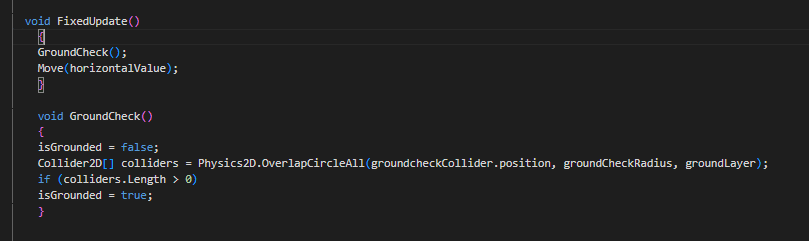 void FixedUpdate()
{
GroundCheck();
Move(horizontalValue);
}
void GroundCheck()
{
isGrounded = false;
Collider2D[] colliders = Physics2D.OverlapCircleAll(groundcheckCollider.position, groundCheckRadius, groundLayer);
if (colliders.Length > 0)
isGrounded = true;
}